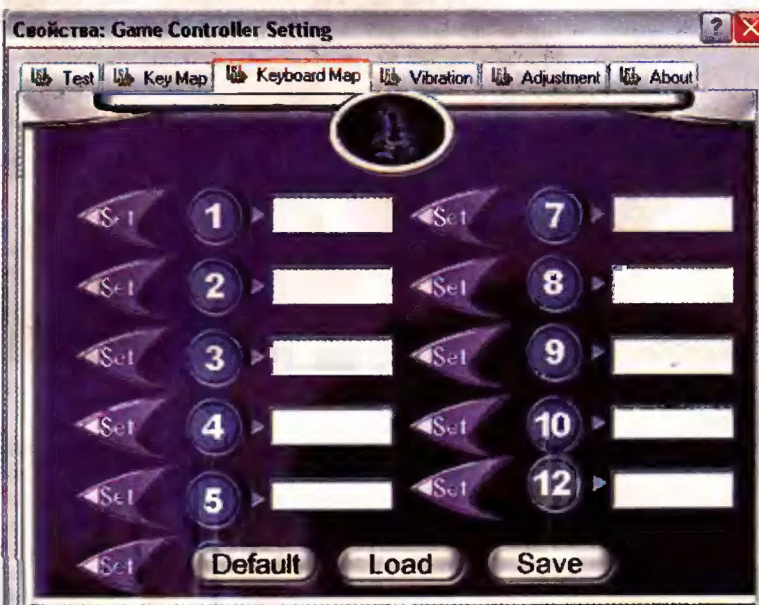 Свойства: Game Controller Setting
Test Key Map Keyboard Map Vibration Adjustment About
Set 1 Set 7
Set 2 Set 8
Set 3 Set 9
Set 4 Set 10
Set 5 Set 12
Set
Default Load Save